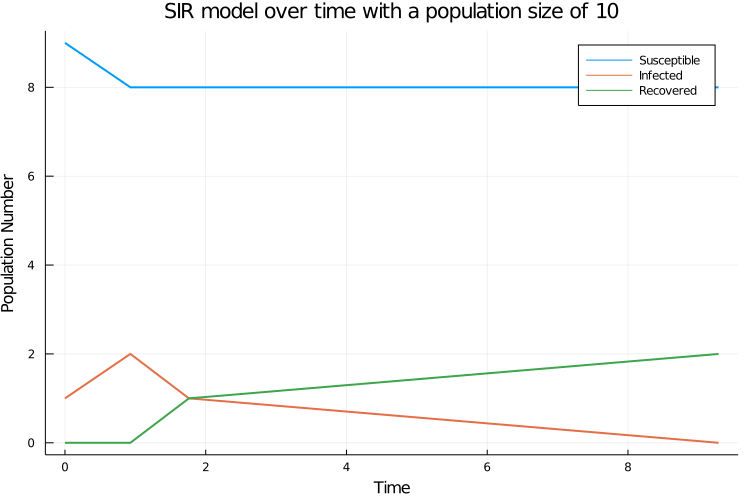 SIR model over time with a population size of 10
Susceptible
Infected
Recovered
Population Number
8
6
4
2
0
0 2 4 6 8
Time